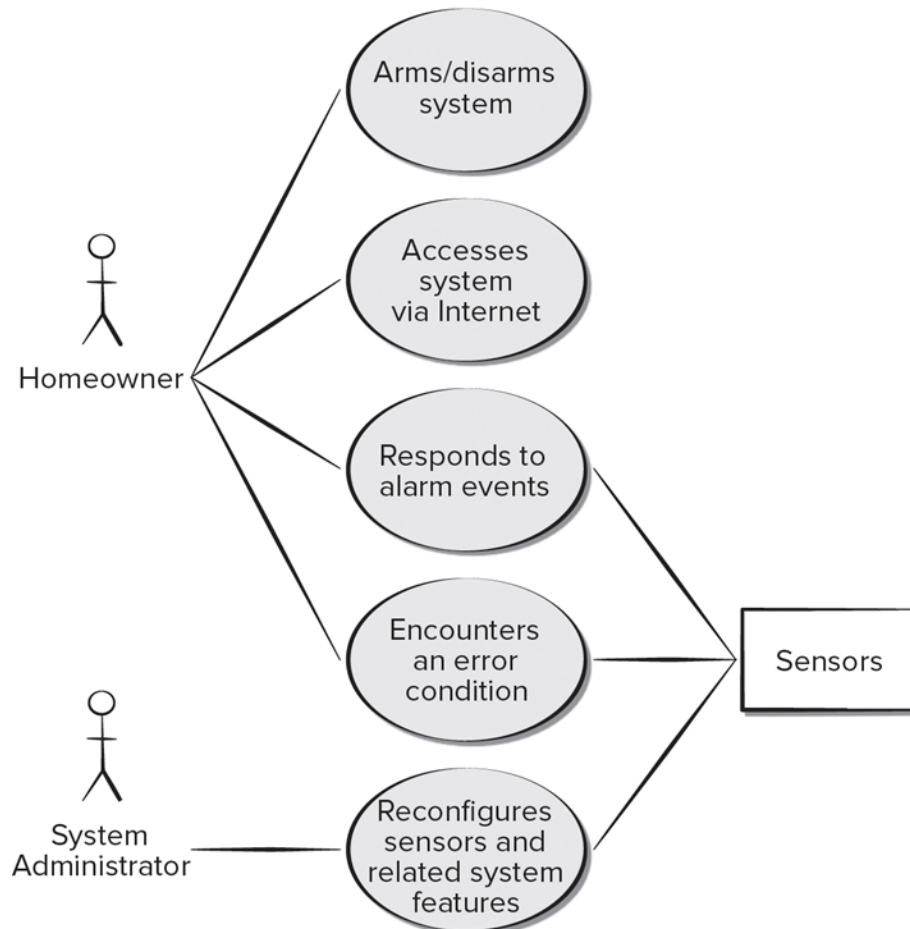 Arms/disarms
system
Accesses
system
via Internet
Homeowner
Responds to
alarm events
Encounters
an error
condition
Sensors
System
Administrator
Reconfigures
sensors and
related system
features